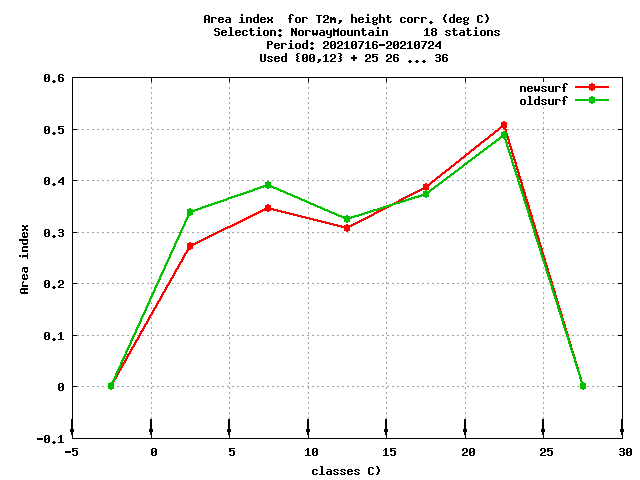 Area index  for T2m, height corr. (deg C)
Selection: NorwayMountain     18 stations
Period: 20210716-20210724
Used {00,12} + 25 26 ... 36
newsurf
oldsurf
0.6
0.5
0.4
0.3
0.2
0.1
0
-0.1
Area index
-5 0 5 10 15 20 25 30
classes C)